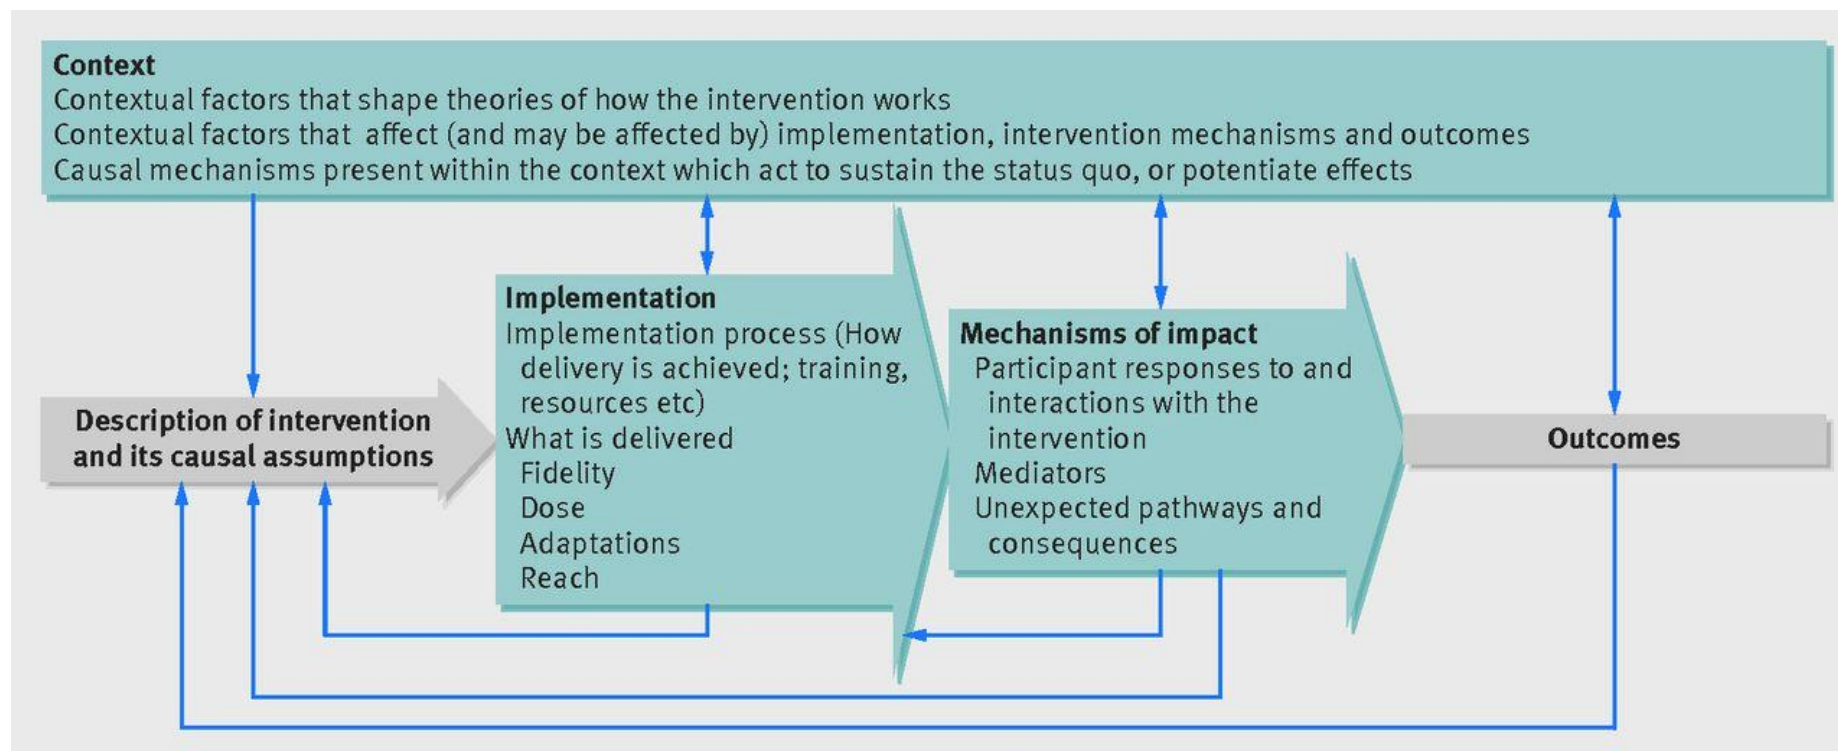 Context
Contextual factors that shape theories of how the intervention works
Contextual factors that affect (and may be affected by) implementation, intervention mechanisms and outcomes
Causal mechanisms present within the context which act to sustain the status quo, or potentiate effects
Description of intervention
and its causal assumptions
Implementation
Implementation process (How
delivery is achieved; training,
resources etc)
What is delivered
Fidelity
Dose
Adaptations
Reach
Mechanisms of impact
Participant responses to and
interactions with the
intervention
Mediators
Unexpected pathways and
consequences
Outcomes